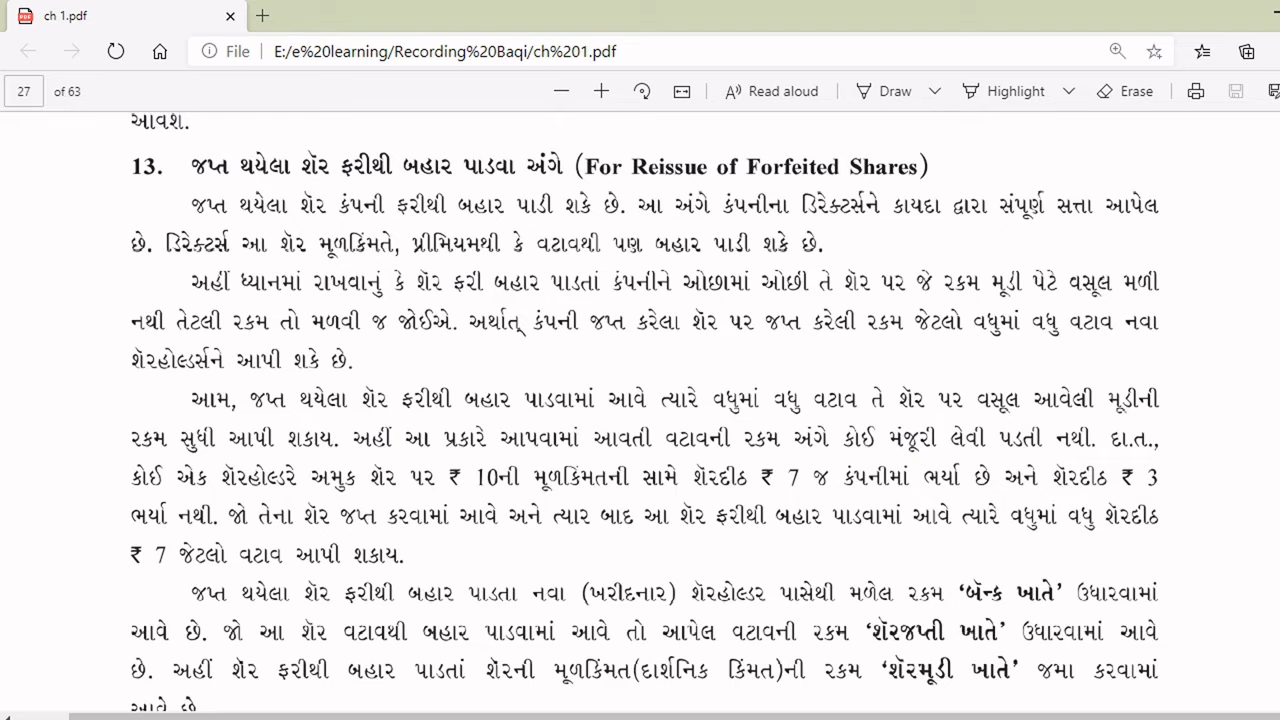 ch 1.pdf
File E:/e%20learning/Recording%20Baqi/ch%201.pdf
27 of 63 Read aloud Draw Highlight Erase
આવશે.
13. જપ્ત થયેલા શૅર ફરીથી બહાર પાડવા અંગે (For Reissue of Forfeited Shares)
જપ્ત થયેલા શૅર કંપની ફરીથી બહાર પાડી શકે છે. આ અંગે કંપનીના ડિરેક્ટર્સને કાયદા દ્વારા સંપૂર્ણ સત્તા આપેલ
છે. ડિરેક્ટર્સ આ શૅર મૂળકિંમતે, પ્રીમિયમથી કે વટાવથી પણ બહાર પાડી શકે છે.
અહીં ધ્યાનમાં રાખવાનું કે શૅર ફરી બહાર પાડતાં કંપનીને ઓછામાં ઓછી તે શૅર પર જે રકમ મૂડી પેટે વસૂલ મળી
નથી તેટલી રકમ તો મળવી જ જોઈએ. અર્થાત્ કંપની જપ્ત કરેલા શૅર પર જપ્ત કરેલી રકમ જેટલો વધુમાં વધુ વટાવ નવા
શૅરહોલ્ડર્સને આપી શકે છે.
આમ, જપ્ત થયેલા શૅર ફરીથી બહાર પાડવામાં આવે ત્યારે વધુમાં વધુ વટાવ તે શૅર પર વસૂલ આવેલી મૂડીની
રકમ સુધી આપી શકાય. અહીં આ પ્રકારે આપવામાં આવતી વટાવની રકમ અંગે કોઈ મંજૂરી લેવી પડતી નથી. દા.ત.,
કોઈ એક શૅરહોલ્ડરે અમુક શૅર પર ₹ 10ની મૂળકિંમતની સામે શૅરદીઠ ₹ 7 જ કંપનીમાં ભર્યા છે અને શૅરદીઠ ₹ 3
ભર્યા નથી. જો તેના શૅર જપ્ત કરવામાં આવે અને ત્યાર બાદ આ શૅર ફરીથી બહાર પાડવામાં આવે ત્યારે વધુમાં વધુ શૅરદીઠ
₹ 7 જેટલો વટાવ આપી શકાય.
જપ્ત થયેલા શૅર ફરીથી બહાર પાડતા નવા (ખરીદનાર) શૅરહોલ્ડર પાસેથી મળેલ રકમ ‘બૅન્ક ખાતે’ ઉધારવામાં
આવે છે. જો આ શૅર વટાવથી બહાર પાડવામાં આવે તો આપેલ વટાવની રકમ ‘શૅરજપ્તી ખાતે’ ઉધારવામાં આવે
છે. અહીં શૅર ફરીથી બહાર પાડતાં શૅરની મૂળકિંમત(દાર્શનિક કિંમત)ની રકમ ‘શૅરમૂડી ખાતે’ જમા કરવામાં
આવે છે